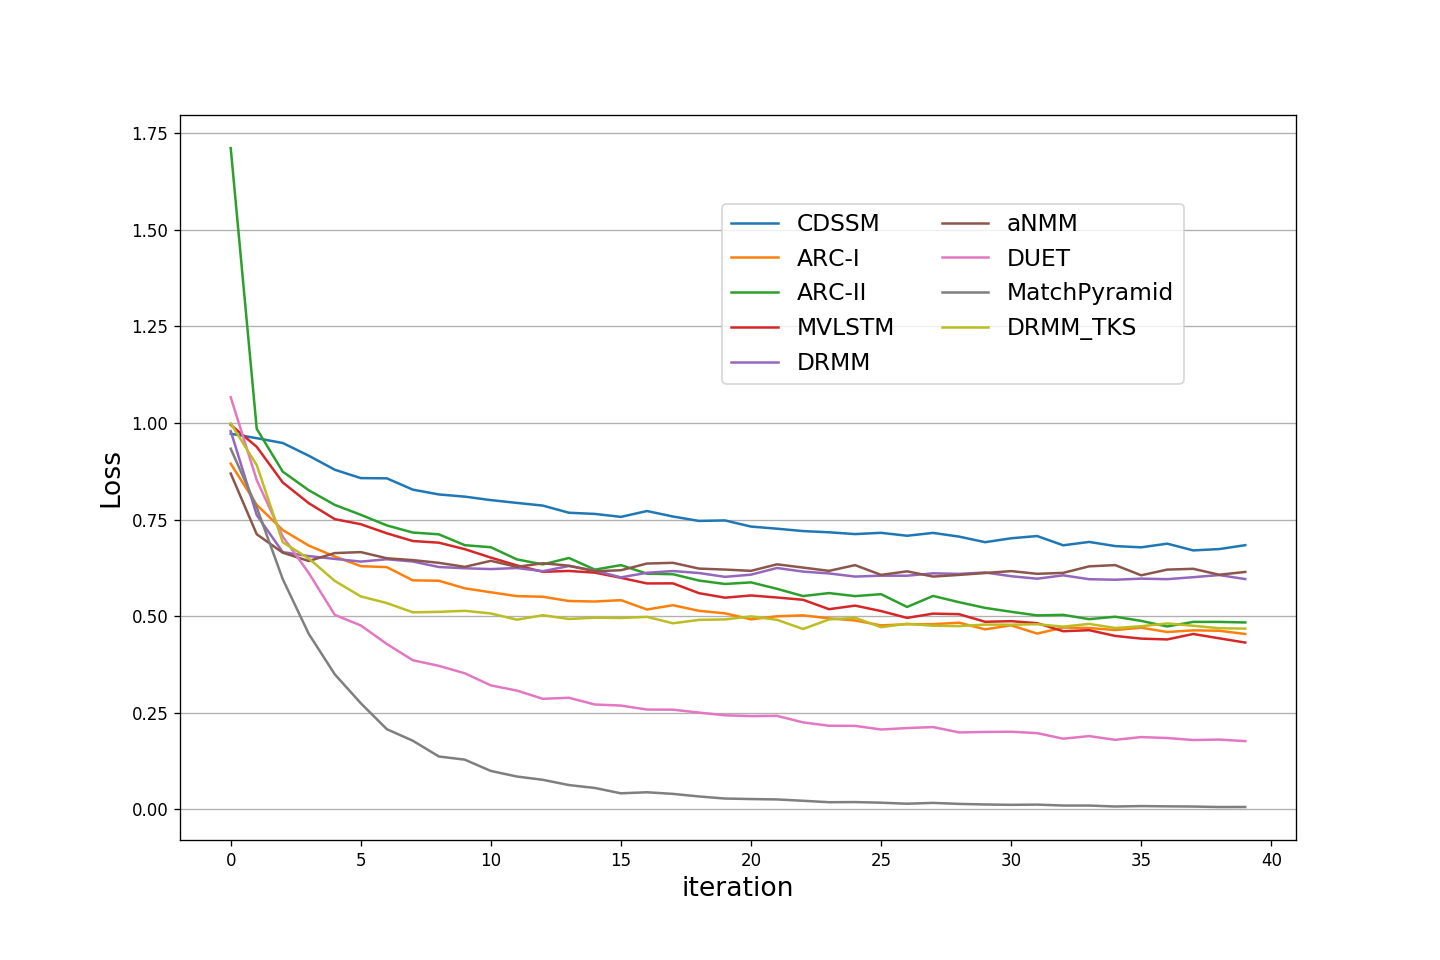 1.75
1.50
1.25
1.00
0.75
0.50
0.25
0.00
Loss
CDSSM
ARC-I
ARC-II
MVLSTM
DRMM
aNMM
DUET
MatchPyramid
DRMM_TKS
0 5 10 15 20 25 30 35 40
iteration